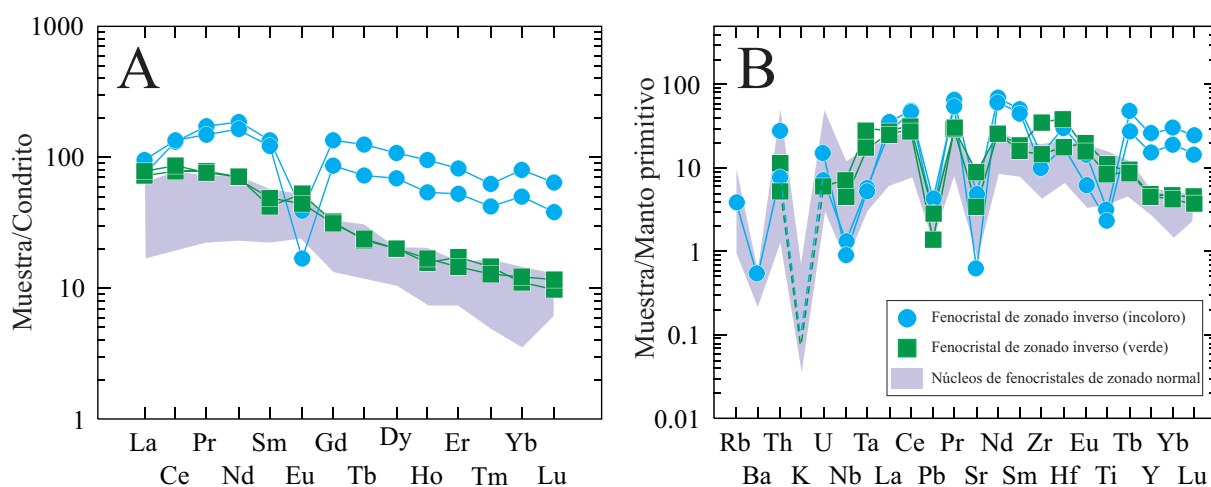 A
B
Muestra/Condrito
1000
100
10
1
La Pr Sm Gd Dy Er Yb
Ce Nd Eu Tb Ho Tm Lu
Muestra/Manto primitivo
100
10
1
0.1
0.01
Fenocristal de zonado inverso (incoloro)
Fenocristal de zonado inverso (verde)
Núcleos de fenocristales de zonado normal
Rb Th U Ta Ce Pr Nd Zr Eu Tb Yb
Ba K Nb La Pb Sr Sm Hf Ti Y Lu